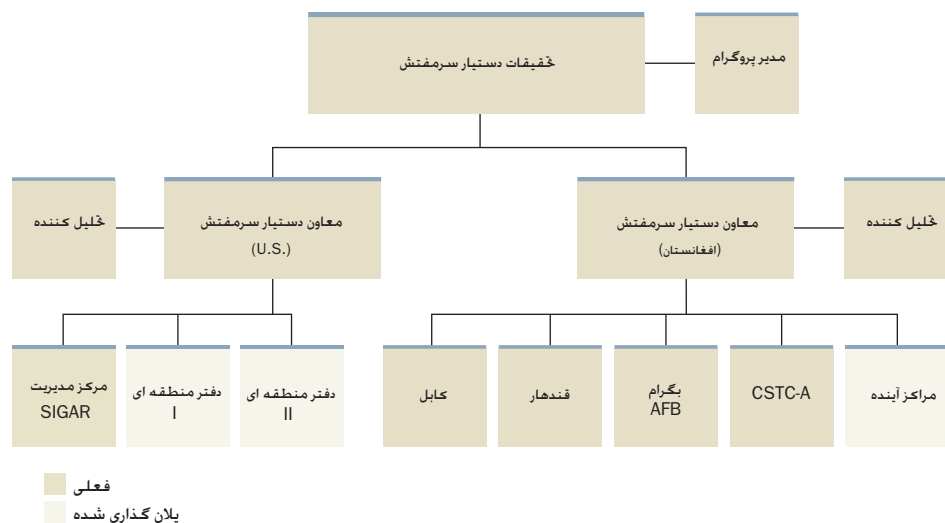 تحقیقات دستیار سرمفتش
مدیر پروگرام
معاون دستیار سرمفتش
(افغانستان)
تحلیل کننده
معاون دستیار سرمفتش
(U.S.)
تحلیل کننده
مراکز آینده
CSTC-A
بگرام
AFB
قندهار
کابل
دفتر منطقه ای
II
دفتر منطقه ای
I
مرکز مدیریت
SIGAR
فعلی
پلان گذاری شده